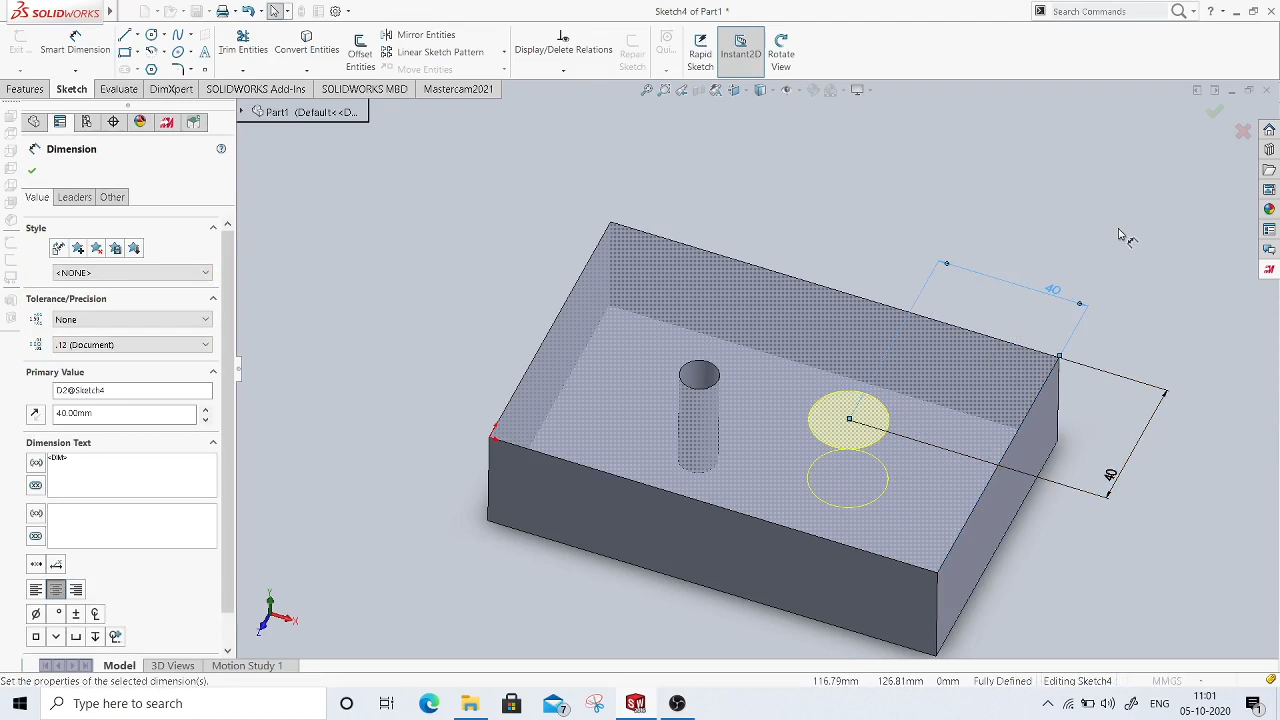 SOLIDWORKS
Sketch4 of Part1 *
Search Commands
Exit...
Smart Dimension
Trim Entities
Convert Entities
Offset Entities
Mirror Entities
Linear Sketch Pattern
Move Entities
Display/Delete Relations
Repair Sketch
Qui...
Rapid Sketch
Instant2D
Rotate View
Features
Sketch
Evaluate
DimXpert
SOLIDWORKS Add-Ins
SOLIDWORKS MBD
Mastercam2021
Part1 (Default<<D...
Dimension
Value
Leaders
Other
Style
<NONE>
Tolerance/Precision
None
.12 (Document)
Primary Value
D2@Sketch4
40.00mm
Dimension Text
<DIM>
40
40
Y
X
Z
Model
3D Views
Motion Study 1
Set the properties of the selected dimension(s).
116.79mm
126.81mm
0mm
Fully Defined
Editing Sketch4
MMGS
Type here to search
7
11:01
05-10-2020
1